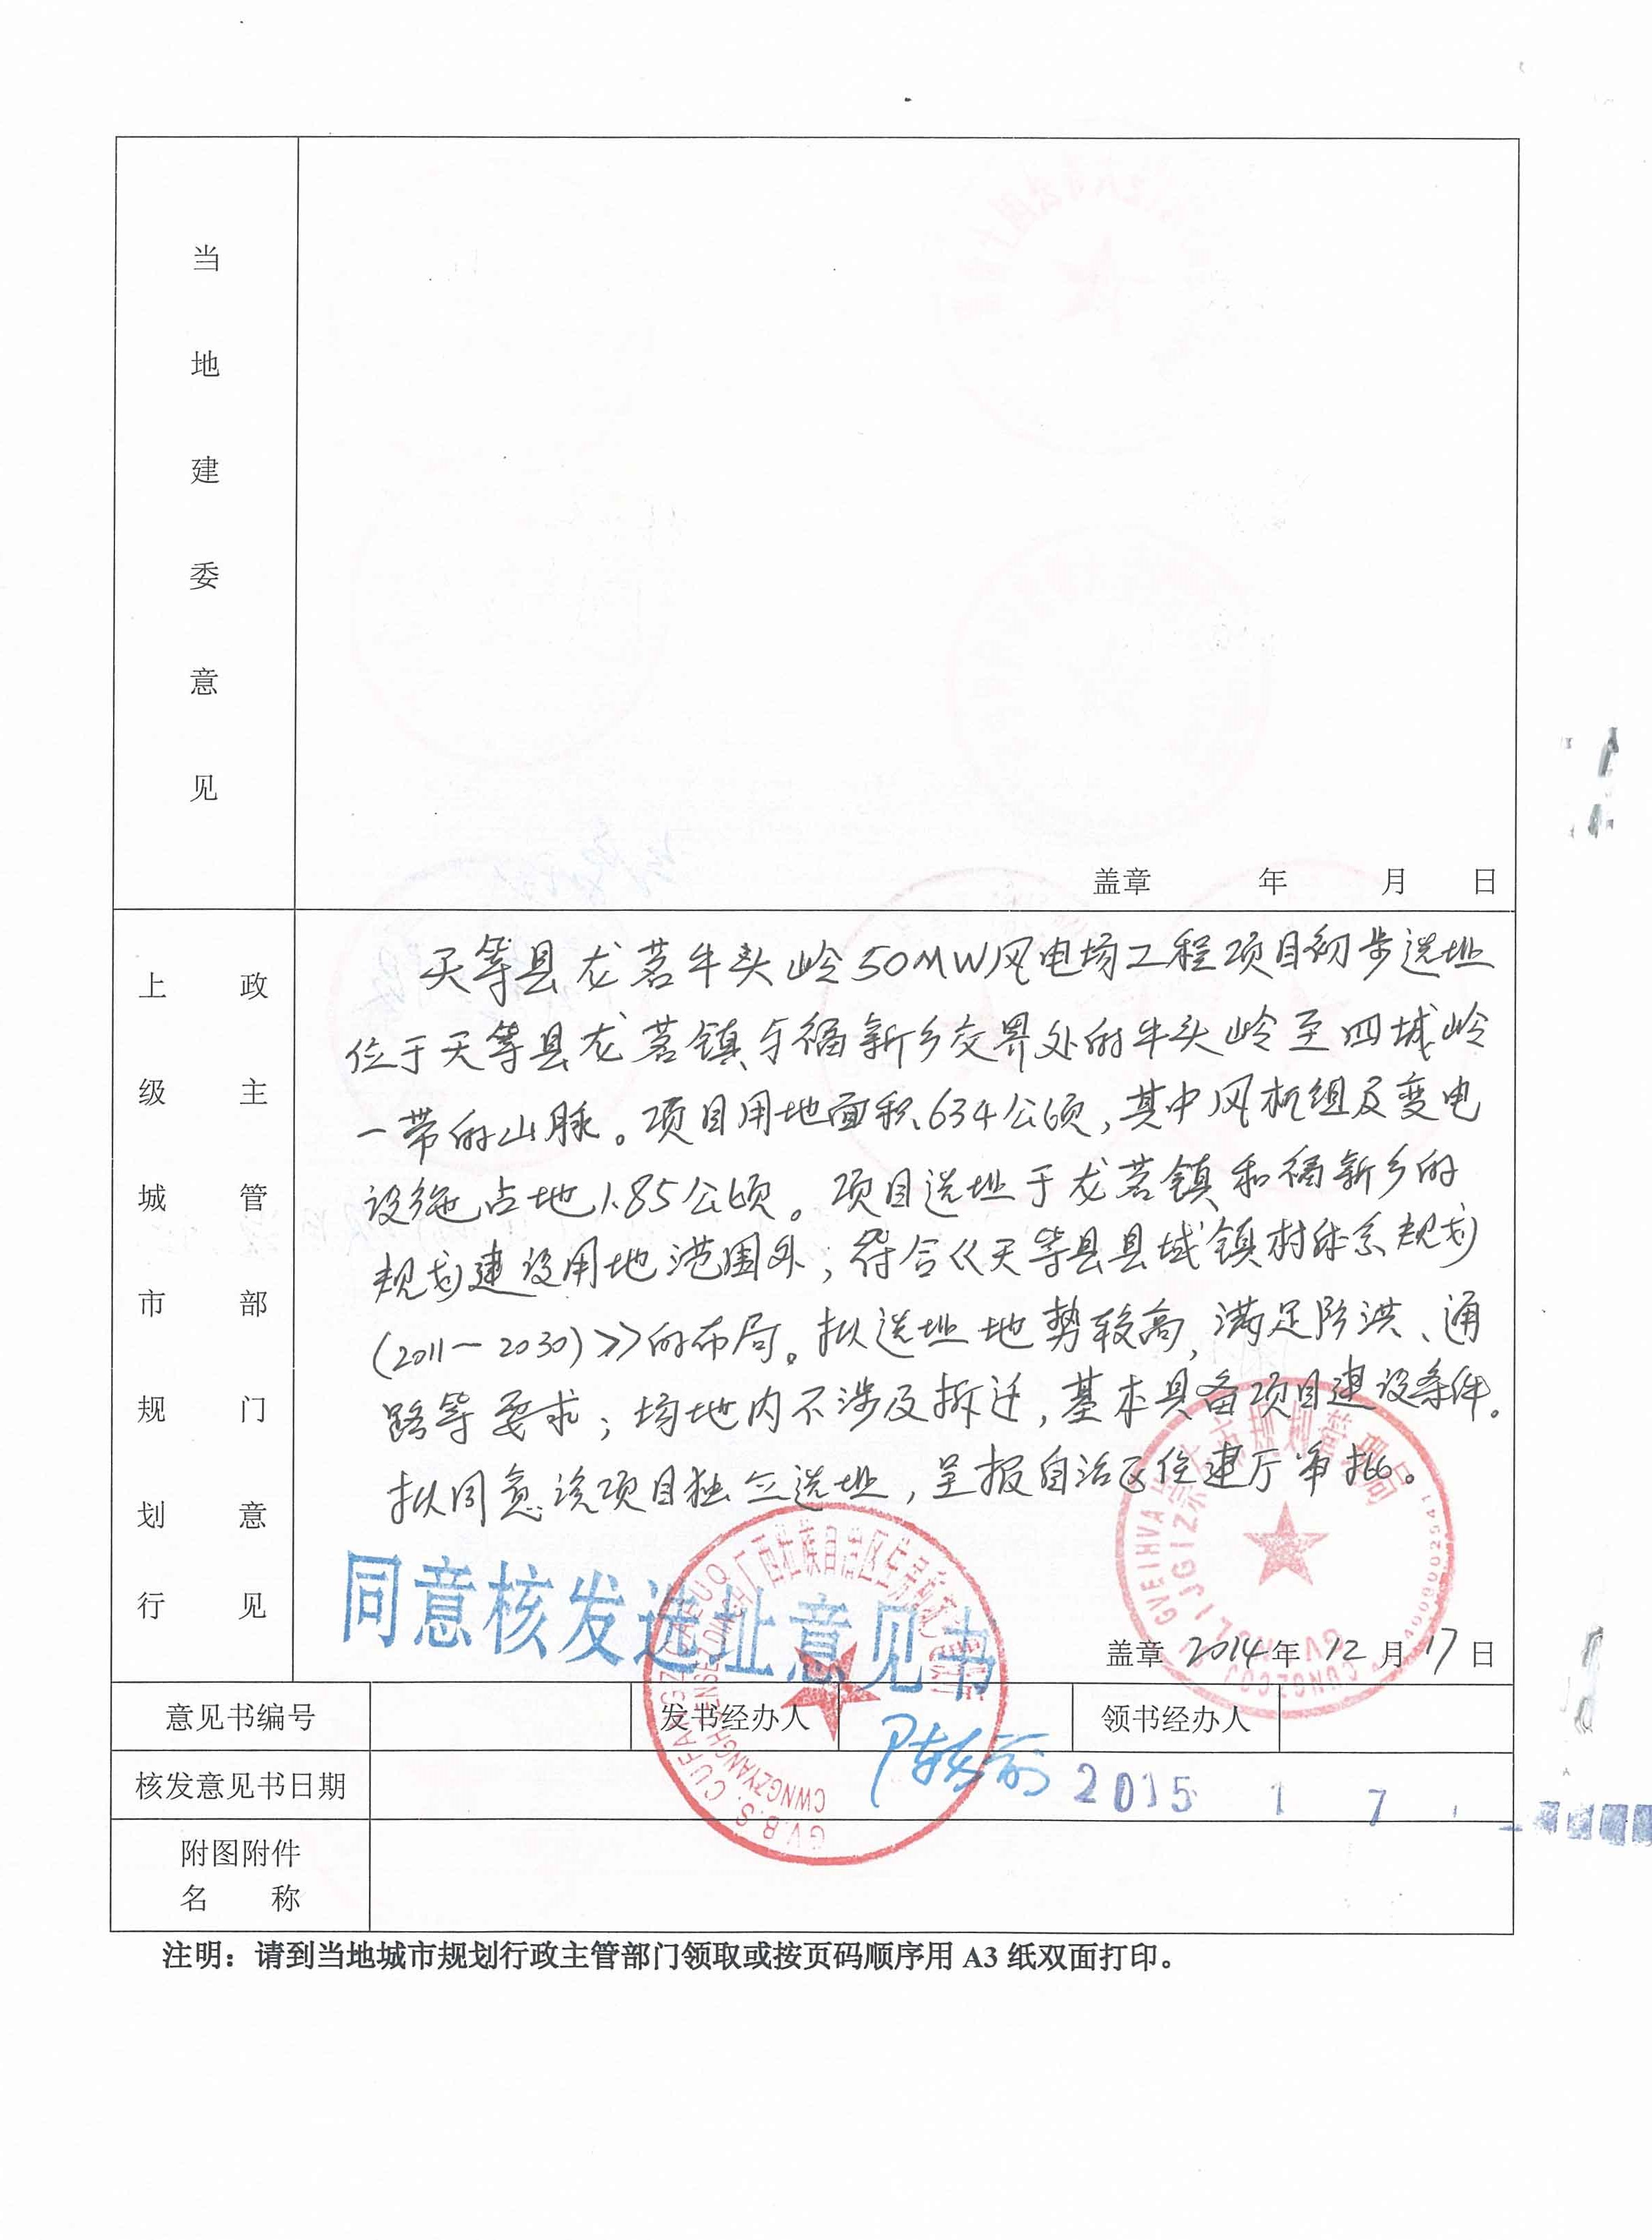 当
地
建
委
意
见
盖章 年 月 日
上 政
级 主
城 管
市 部
规 门
划 意
行 见
天等县龙茗牛头岭50MW风电场工程项目初步选址
位于天等县龙茗镇与福新乡交界处的牛头岭至四城岭
一带的山脉。项目用地面积634公顷,其中风机组及变电
设施占地1.85公顷。项目选址于龙茗镇和福新乡的
规划建设用地范围外;符合《天等县县域镇村体系规划
(2011-2030)》的布局。拟选址地势较高,满足防洪、通
路等要求;场地内不涉及拆迁,基本具备项目建设条件。
拟同意该项目独立选址,呈报自治区住建厅审批。
同意核发选址意见书
盖章 2014年12月17日
意见书编号 发书经办人 领书经办人
核发意见书日期 2015 1 7
附图附件
名 称
注明:请到当地城市规划行政主管部门领取或按页码顺序用 A3 纸双面打印。